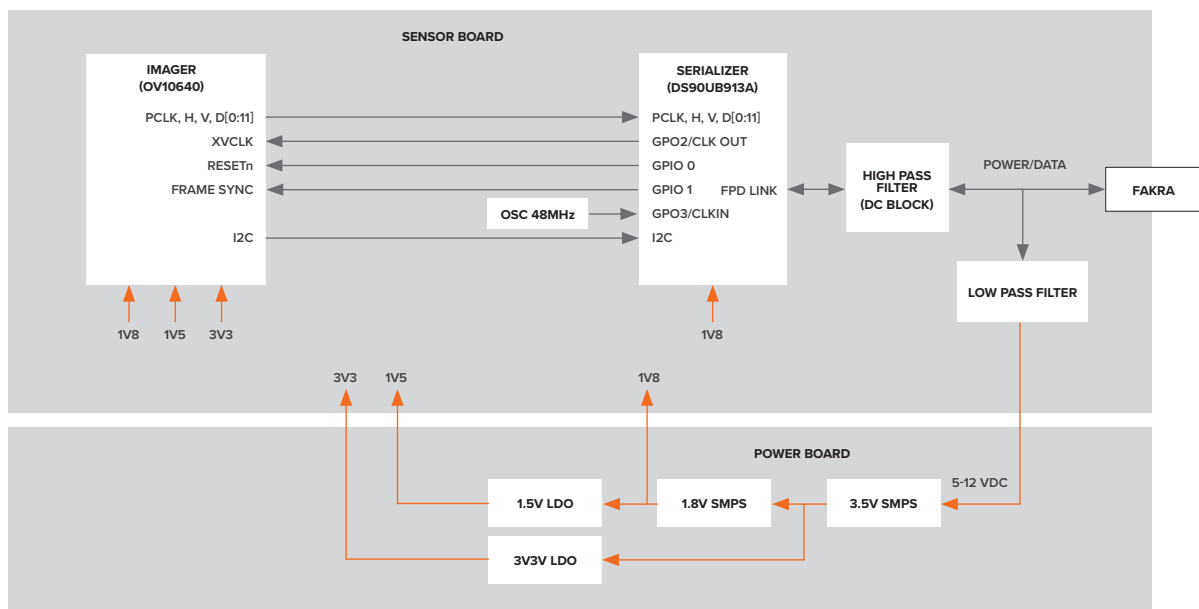 SENSOR BOARD
IMAGER
(OV10640)
PCLK, H, V, D[0:11]
XVCLK
RESETn
FRAME SYNC
I2C
1V8
1V5
3V3
OSC 48MHz
SERIALIZER
(DS90UB913A)
PCLK, H, V, D[0:11]
GPO2/CLK OUT
GPIO 0
GPIO 1
FPD LINK
GPO3/CLKIN
I2C
1V8
HIGH PASS
FILTER
(DC BLOCK)
POWER/DATA
FAKRA
LOW PASS FILTER
3V3
1V5
1V8
POWER BOARD
5-12 VDC
1.5V LDO
1.8V SMPS
3.5V SMPS
3V3V LDO